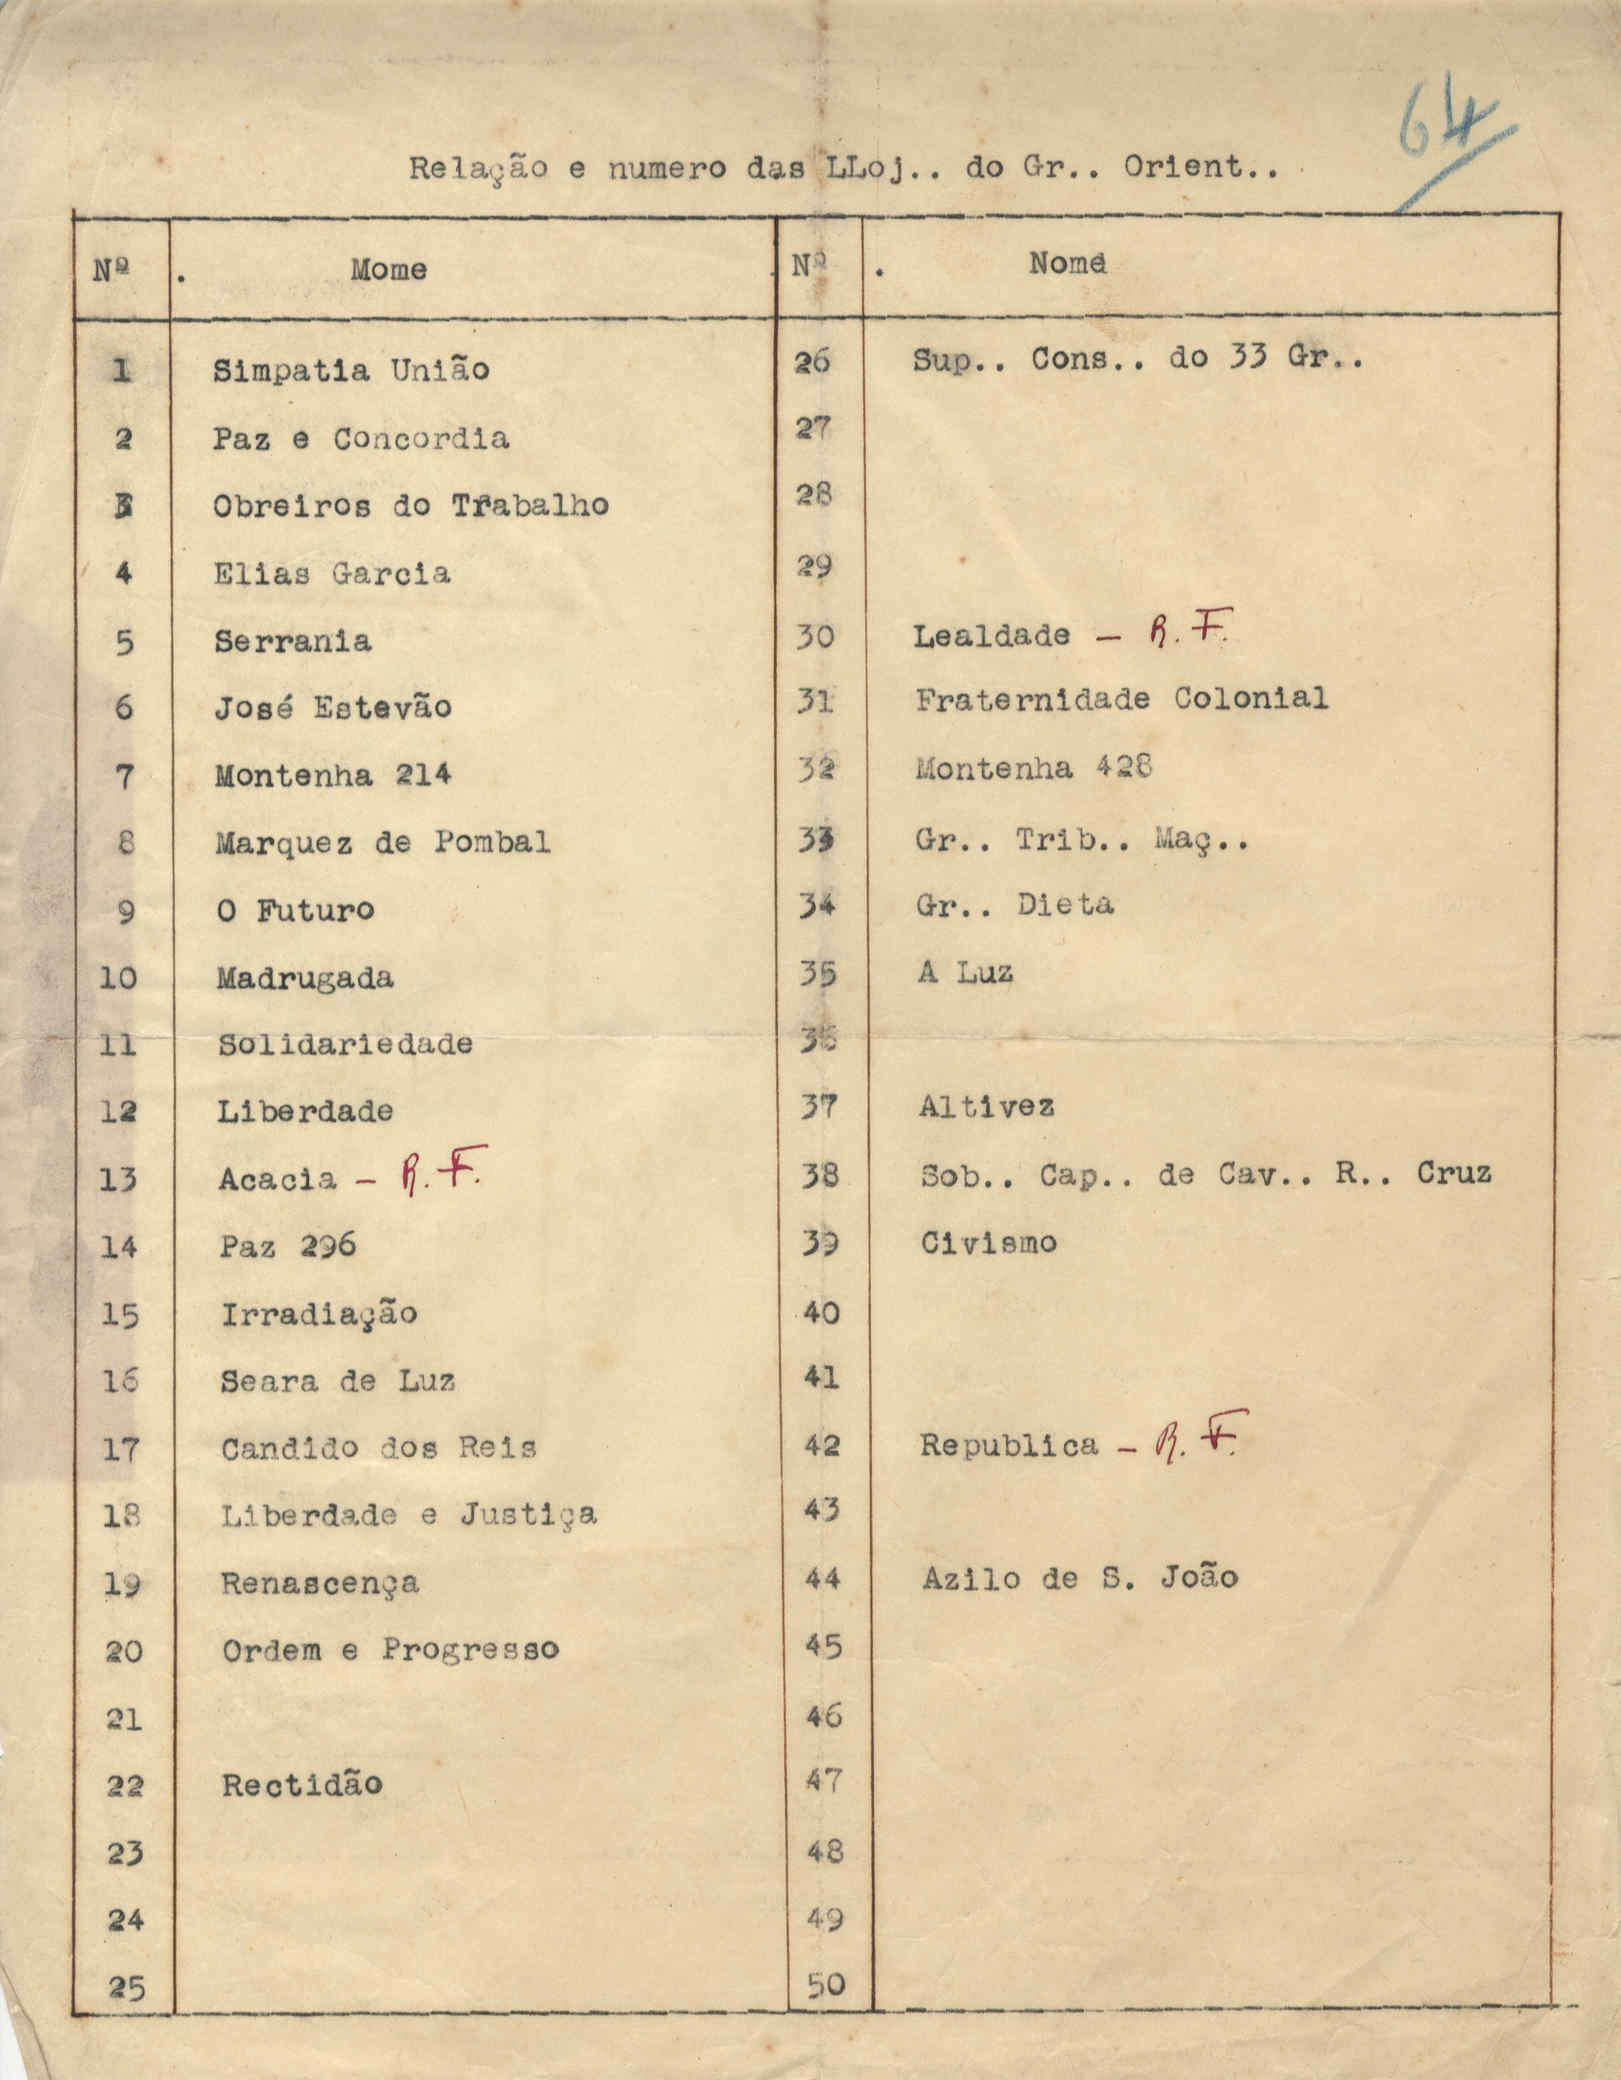 64
Relação e numero das LLoj.. do Gr.. Orient..
Nº . Mome Nº . Nome
1 Simpatia União 26 Sup.. Cons.. do 33 Gr..
2 Paz e Concordia 27
3 Obreiros do Trabalho 28
4 Elias Garcia 29
5 Serrania 30 Lealdade - R. F.
6 José Estevão 31 Fraternidade Colonial
7 Montenha 214 32 Montenha 428
8 Marquez de Pombal 33 Gr.. Trib.. Maç..
9 O Futuro 34 Gr.. Dieta
10 Madrugada 35 A Luz
11 Solidariedade 36
12 Liberdade 37 Altivez
13 Acacia - R. F. 38 Sob.. Cap.. de Cav.. R.. Cruz
14 Paz 296 39 Civismo
15 Irradiação 40
16 Seara de Luz 41
17 Candido dos Reis 42 Republica - R. F.
18 Liberdade e Justiça 43
19 Renascença 44 Azilo de S. João
20 Ordem e Progresso 45
21 46
22 Rectidão 47
23 48
24 49
25 50